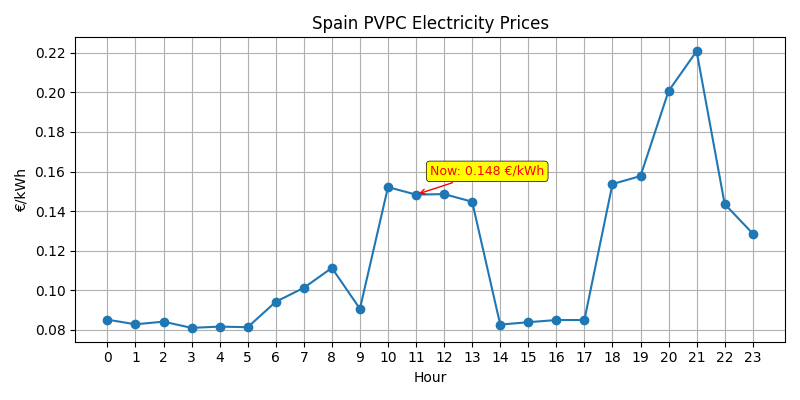 Spain PVPC Electricity Prices
0.22
0.20
0.18
0.16
0.14
0.12
0.10
0.08
€/kWh
Now: 0.148 €/kWh
0 1 2 3 4 5 6 7 8 9 10 11 12 13 14 15 16 17 18 19 20 21 22 23
Hour